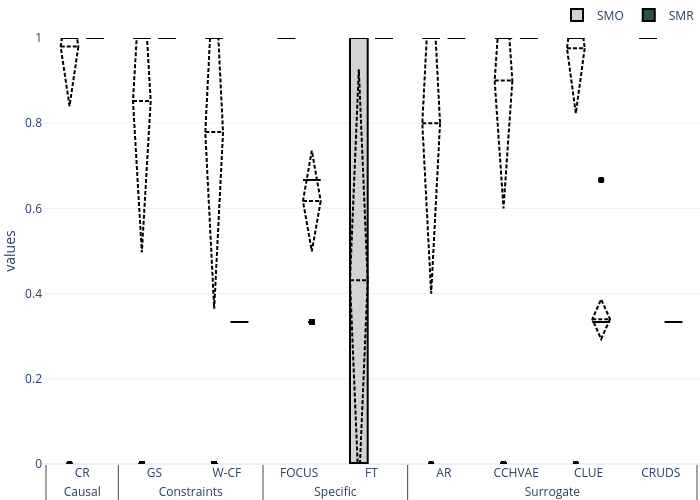 SMO SMR
1
0.8
0.6
0.4
0.2
0
values
CR GS W-CF FOCUS FT AR CCHVAE CLUE CRUDS
Causal Constraints Specific Surrogate